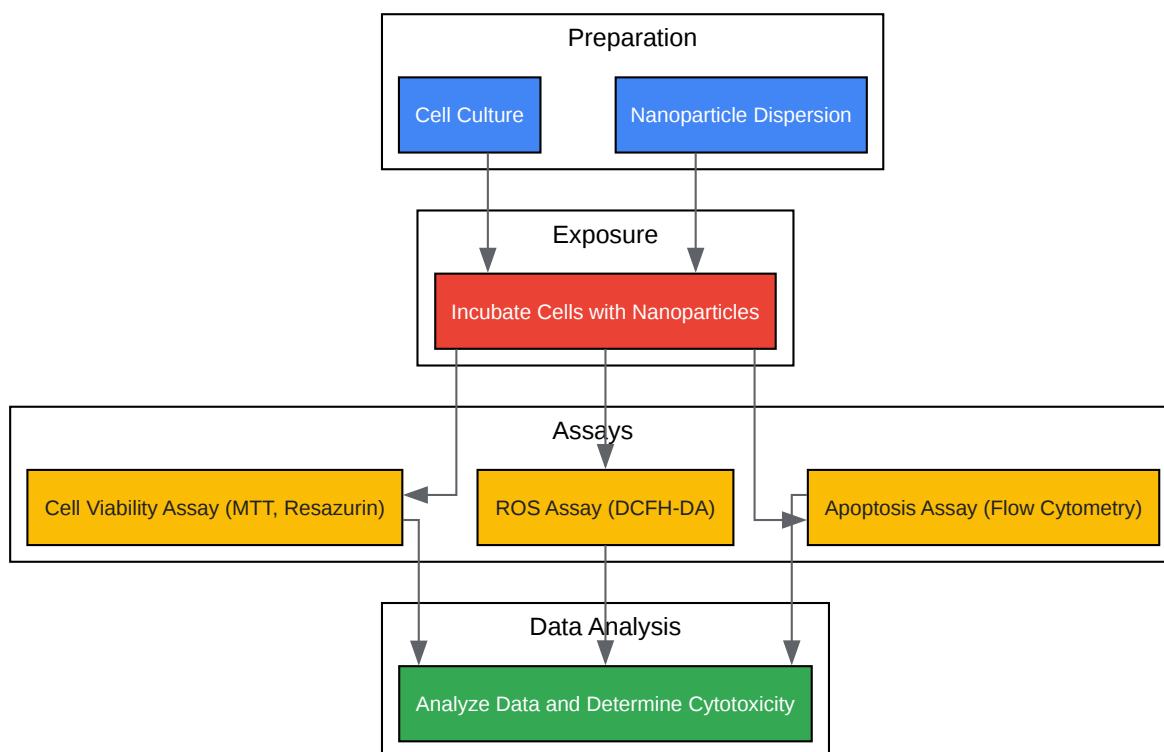 Preparation
Cell Culture
Nanoparticle Dispersion
Exposure
Incubate Cells with Nanoparticles
Assays
Cell Viability Assay (MTT, Resazurin)
ROS Assay (DCFH-DA)
Apoptosis Assay (Flow Cytometry)
Data Analysis
Analyze Data and Determine Cytotoxicity